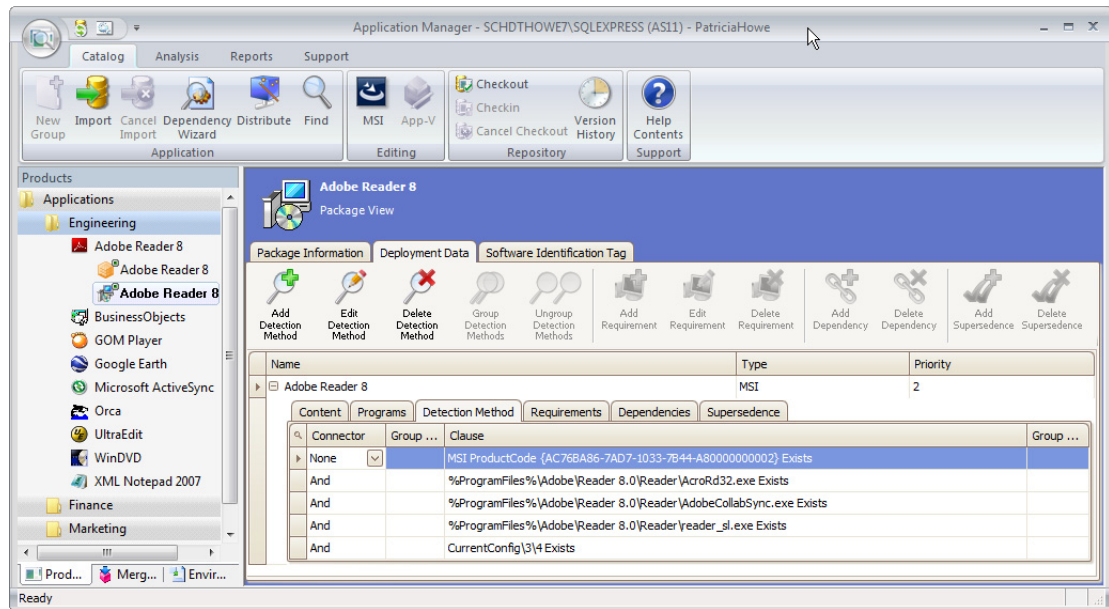 Application Manager - SCHDTHOWE7\SQLEXPRESS (AS11) - PatriciaHowe
Catalog Analysis Reports Support
New Group
Import
Cancel Import
Dependency Wizard
Distribute
Find
MSI
App-V
Checkout
Checkin
Cancel Checkout
Version History
Help Contents
Application
Editing
Repository
Support
Products
Applications
Engineering
Adobe Reader 8
Adobe Reader 8
Adobe Reader 8
BusinessObjects
GOM Player
Google Earth
Microsoft ActiveSync
Orca
UltraEdit
WinDVD
XML Notepad 2007
Finance
Marketing
Prod... Merg... Envir...
Adobe Reader 8
Package View
Package Information Deployment Data Software Identification Tag
Add Detection Method
Edit Detection Method
Delete Detection Method
Group Detection Methods
Ungroup Detection Methods
Add Requirement
Edit Requirement
Delete Requirement
Add Dependency
Delete Dependency
Add Supersedence
Delete Supersedence
Name Type Priority
Adobe Reader 8 MSI 2
Content Programs Detection Method Requirements Dependencies Supersedence
Connector Group ... Clause Group ...
None MSI ProductCode {AC76BA86-7AD7-1033-7B44-A80000000002} Exists
And %ProgramFiles%\Adobe\Reader 8.0\Reader\AcroRd32.exe Exists
And %ProgramFiles%\Adobe\Reader 8.0\Reader\AdobeCollabSync.exe Exists
And %ProgramFiles%\Adobe\Reader 8.0\Reader\reader_sl.exe Exists
And CurrentConfig\3\4 Exists
Ready